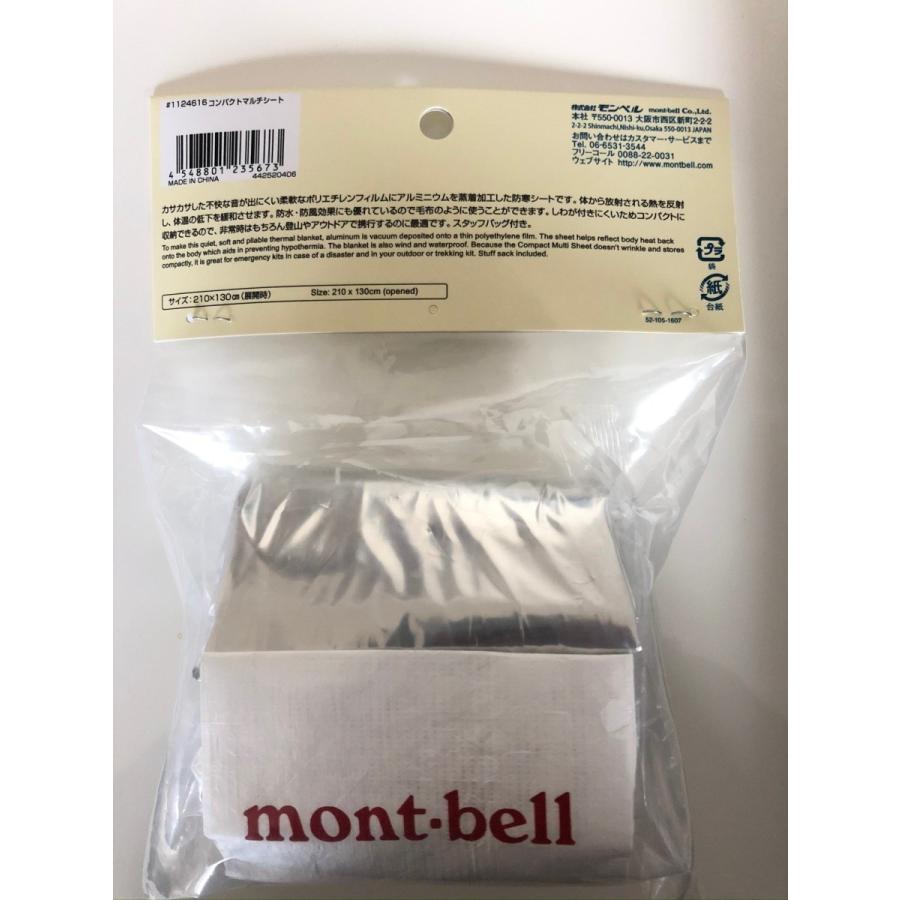 #1124616 コンパクトマルチシート
4 548801 235673
MADE IN CHINA
442520406
株式会社 モンベル mont-bell Co.,Ltd.
本社 〒550-0013 大阪市西区新町2-2-2
2-2-2 Shinmachi,Nishi-ku,Osaka 550-0013 JAPAN
お問い合わせはカスタマー・サービスまで
Tel. 06-6531-3544
フリーコール 0088-22-0031
ウェブサイト http://www.montbell.com
カサカサした不快な音が出にくい柔軟なポリエチレンフィルムにアルミニウムを蒸着加工した防寒シートです。体から放射される熱を反射
し、体温の低下を緩和させます。防水・防風効果にも優れているので毛布のように使うことができます。しわが付きにくいためコンパクトに
収納できるので、非常時はもちろん登山やアウトドアで携行するのに最適です。スタッフバッグ付き。
To make this quiet, soft and pliable thermal blanket, aluminum is vacuum deposited onto a thin polyethylene film. The sheet helps reflect body heat back
onto the body which aids in preventing hypothermia. The blanket is also wind and waterproof. Because the Compact Multi Sheet doesn't wrinkle and stores
compactly, it is great for emergency kits in case of a disaster and in your outdoor or trekking kit. Stuff sack included.
プラ
袋
紙
台紙
サイズ:210×130㎝(展開時)
Size: 210 x 130cm (opened)
52-105-1607
mont-bell